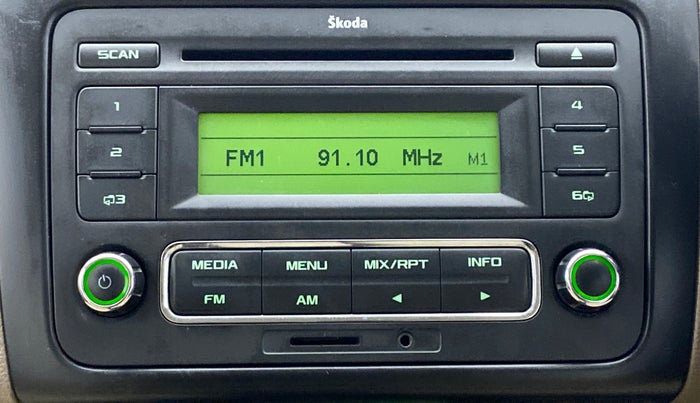 Škoda
SCAN
1
4
FM1 91.10 MHz M1
2
5
3
6
MEDIA MENU MIX/RPT INFO
FM AM